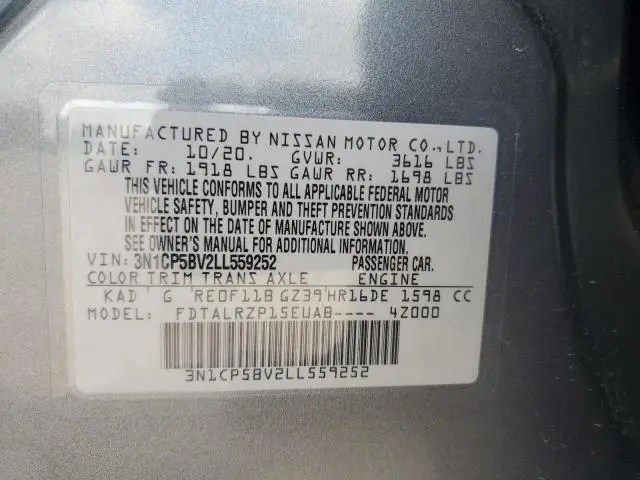 MANUFACTURED BY NISSAN MOTOR CO.,LTD.
DATE: 10/20. GVWR: 3616 LBS
GAWR FR: 1918 LBS GAWR RR: 1698 LBS
THIS VEHICLE CONFORMS TO ALL APPLICABLE FEDERAL MOTOR
VEHICLE SAFETY, BUMPER AND THEFT PREVENTION STANDARDS
IN EFFECT ON THE DATE OF MANUFACTURE SHOWN ABOVE.
SEE OWNER'S MANUAL FOR ADDITIONAL INFORMATION.
VIN: 3N1CP5BV2LL559252 PASSENGER CAR.
COLOR TRIM TRANS AXLE ENGINE
KAD ' G 'RE0F11B GZ39'HR16DE 1598 CC
MODEL: FDTALRZP15EUAB---- 4Z000
3N1CP5BV2LL559252